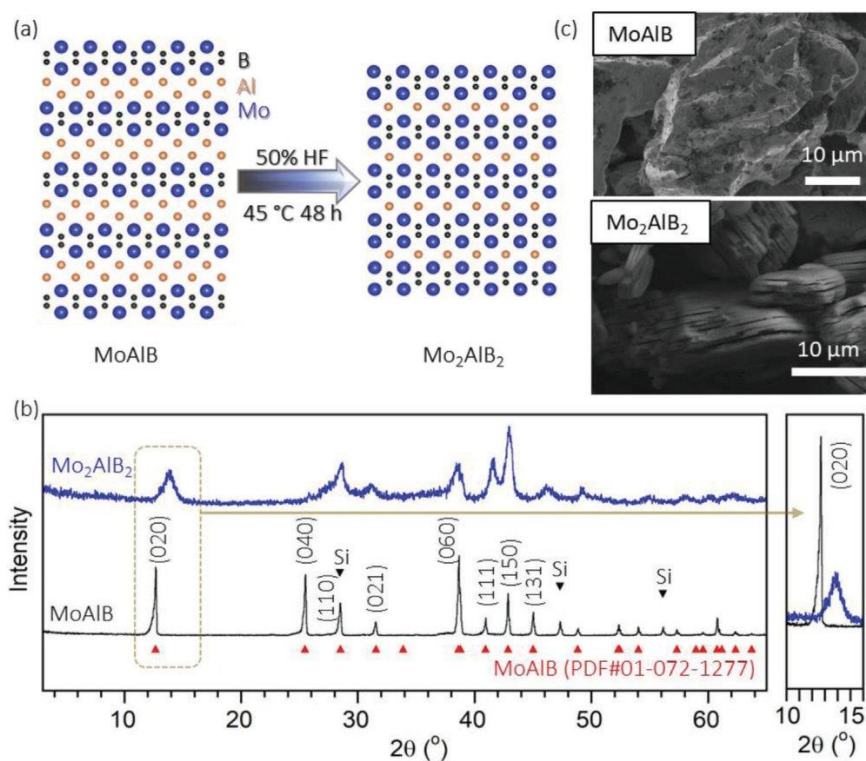 (a)
B
Al
Mo
50% HF
45 °C 48 h
MoAlB
Mo₂AlB₂
(c)
MoAlB
10 µm
Mo₂AlB₂
10 µm
(b)
Intensity
Mo₂AlB₂
MoAlB
(020)
(040)
(110)
Si
(021)
(060)
(111)
(150)
(131)
Si
Si
MoAlB (PDF#01-072-1277)
10 20 30 40 50 60
2θ (°)
(020)
10 15
2θ (°)